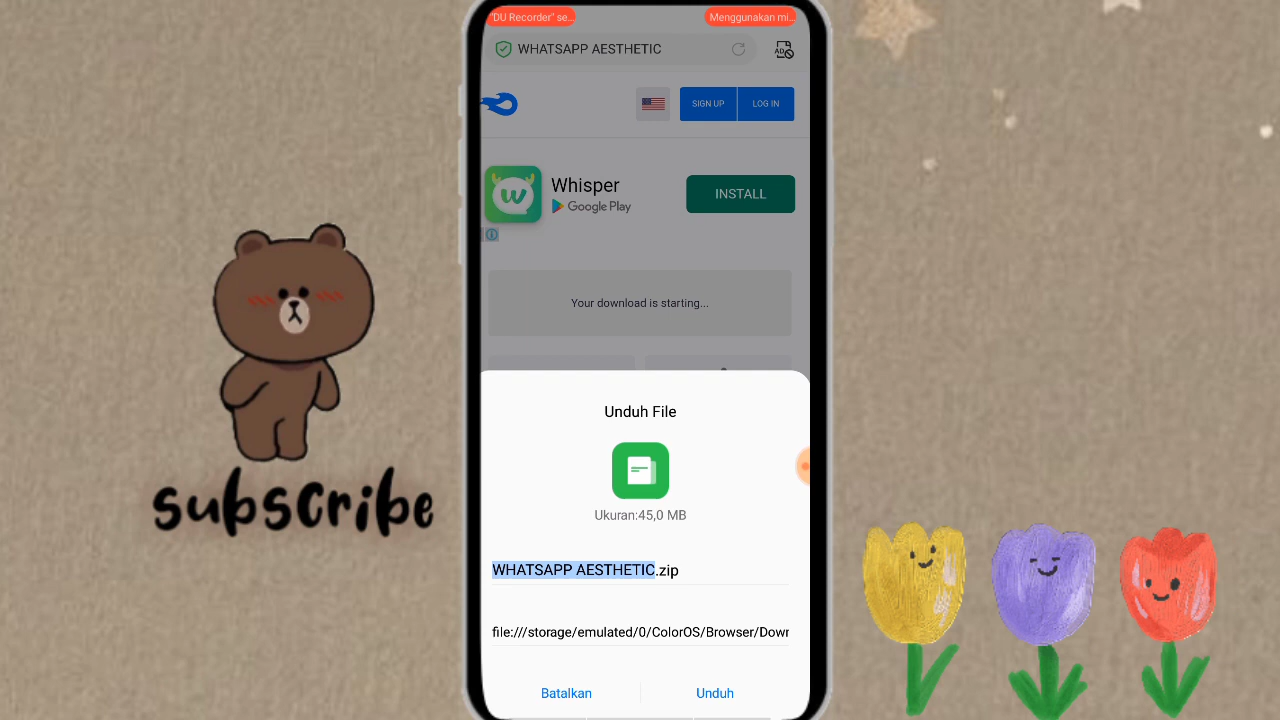 "DU Recorder" se...
Menggunakan mi...
WHATSAPP AESTHETIC
AD
SIGN UP
LOG IN
w
Whisper
Google Play
INSTALL
Your download is starting...
Unduh File
Ukuran:45,0 MB
WHATSAPP AESTHETIC.zip
file:///storage/emulated/0/ColorOS/Browser/Dow
Batalkan
Unduh
subscribe